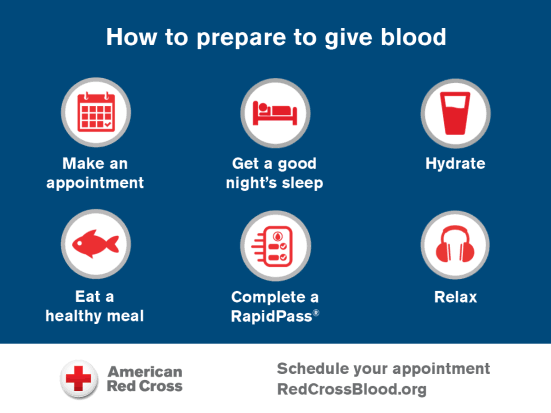 How to prepare to give blood
Make an
appointment
Get a good
night's sleep
Hydrate
Eat a
healthy meal
Complete a
RapidPass®
Relax
American
Red Cross
Schedule your appointment
RedCrossBlood.org